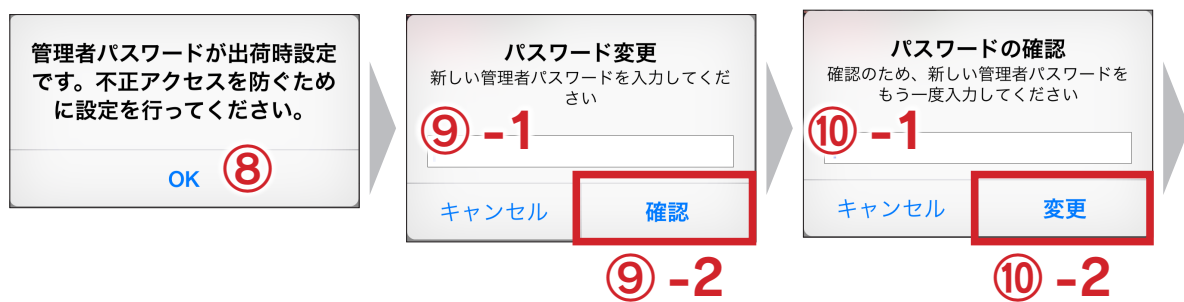 管理者パスワードが出荷時設定
です。不正アクセスを防ぐため
に設定を行ってください。
OK
⑧
パスワード変更
新しい管理者パスワードを入力してくだ
さい
⑨ -1
キャンセル
確認
⑨ -2
パスワードの確認
確認のため、新しい管理者パスワードを
もう一度入力してください
⑩ -1
キャンセル
変更
⑩ -2